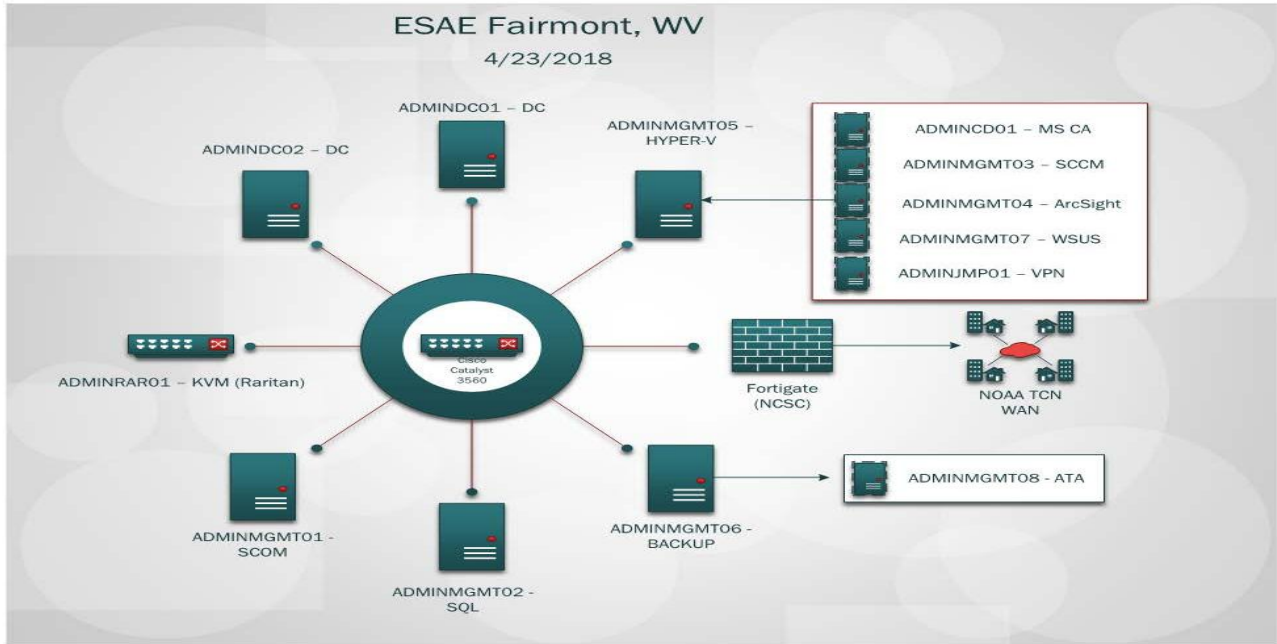 ESAE Fairmont, WV
4/23/2018
ADMINDC01 – DC
ADMINDC02 – DC
ADMINMGMT05 –
HYPER-V
ADMINCD01 – MS CA
ADMINMGMT03 – SCCM
ADMINMGMT04 – ArcSight
ADMINMGMT07 – WSUS
ADMINJMP01 – VPN
ADMINRAR01 – KVM (Raritan)
Cisco
Catalyst
3560
Fortigate
(NCSC)
NOAA TCN
WAN
ADMINMGMT01 -
SCOM
ADMINMGMT02 -
SQL
ADMINMGMT06 -
BACKUP
ADMINMGMT08 - ATA